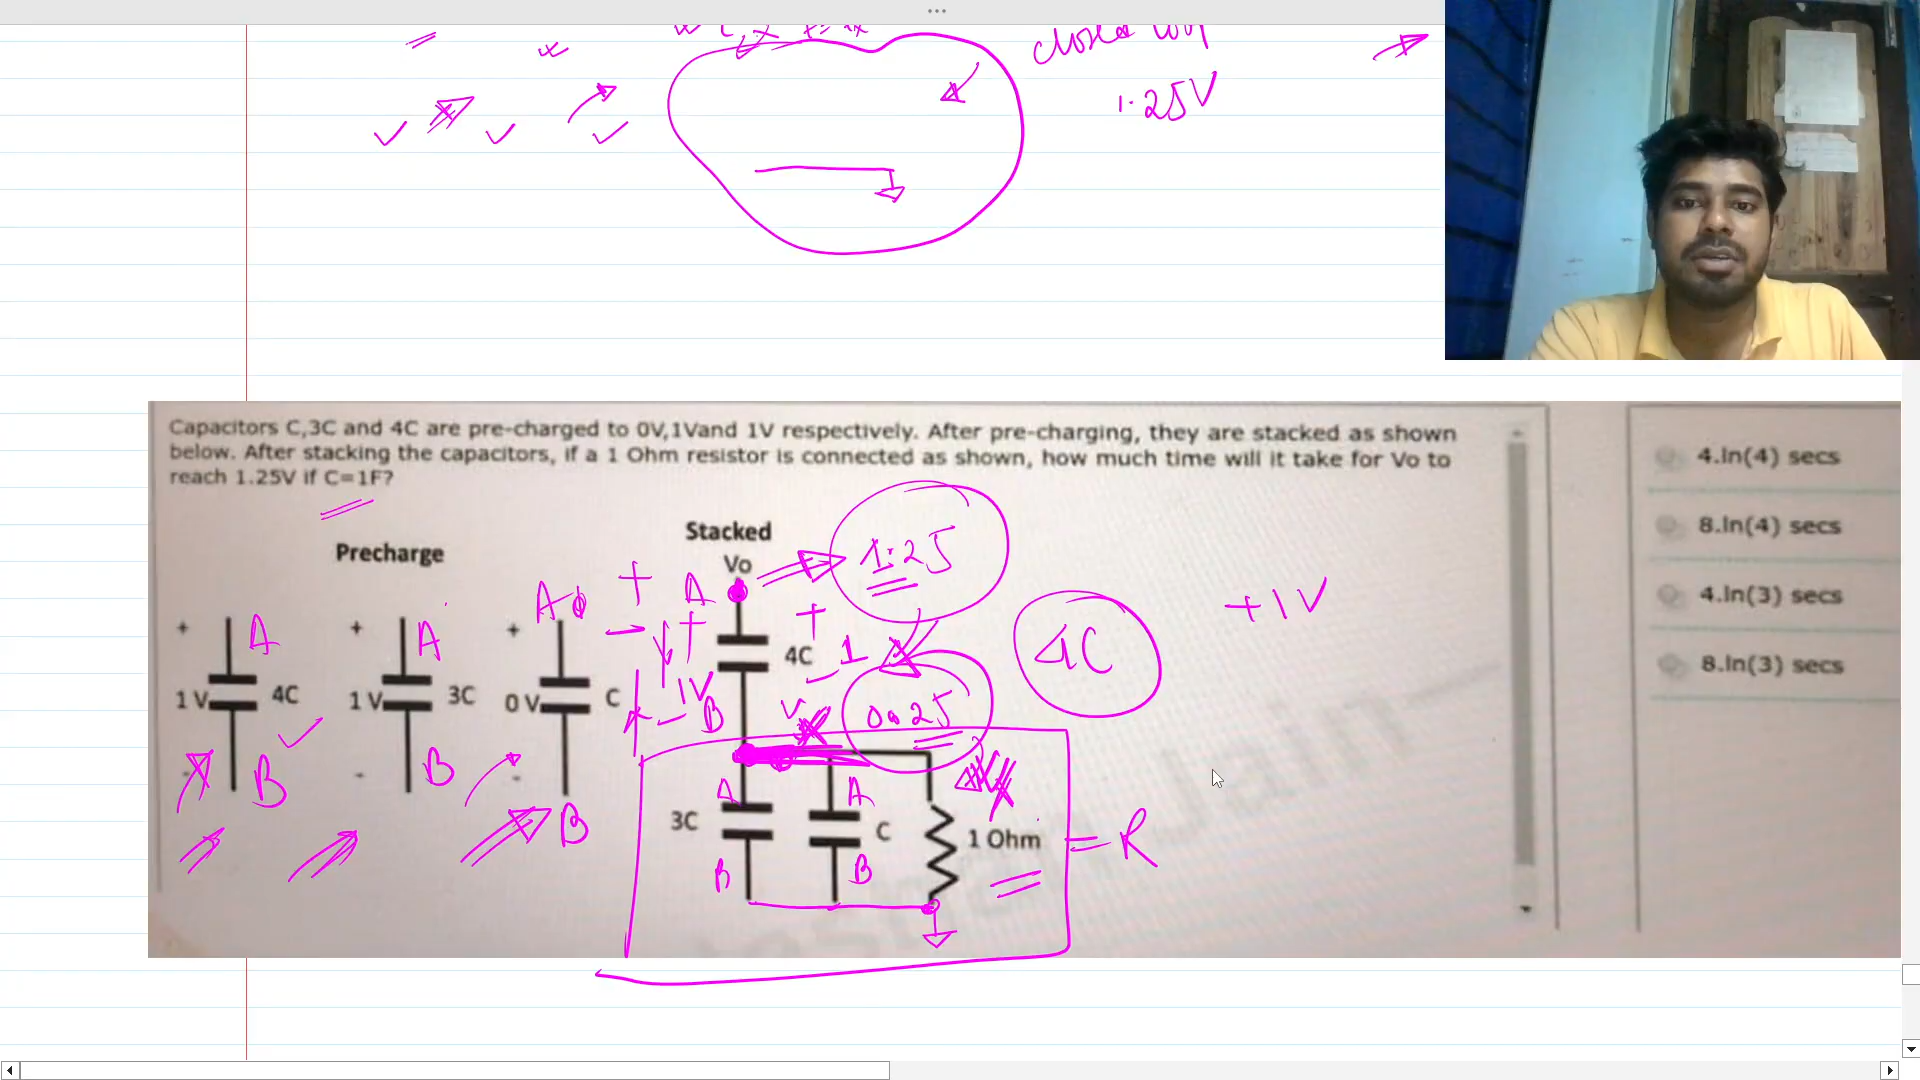 closed loop
1.25V
Capacitors C,3C and 4C are pre-charged to 0V,1Vand 1V respectively. After pre-charging, they are stacked as shown
below. After stacking the capacitors, if a 1 Ohm resistor is connected as shown, how much time will it take for Vo to
reach 1.25V if C=1F?
4.ln(4) secs
8.ln(4) secs
4.ln(3) secs
8.ln(3) secs
Precharge
Stacked
Vo
1.25
+ A
+ 1V
4C
+ A
1 V
4C
- B
+ A
1 V
3C
- B
+ A
0 V
C
- B
+
- 1V
B
4C
+
1
-
0.25
A
3C
B
A
C
B
1 Ohm
= R